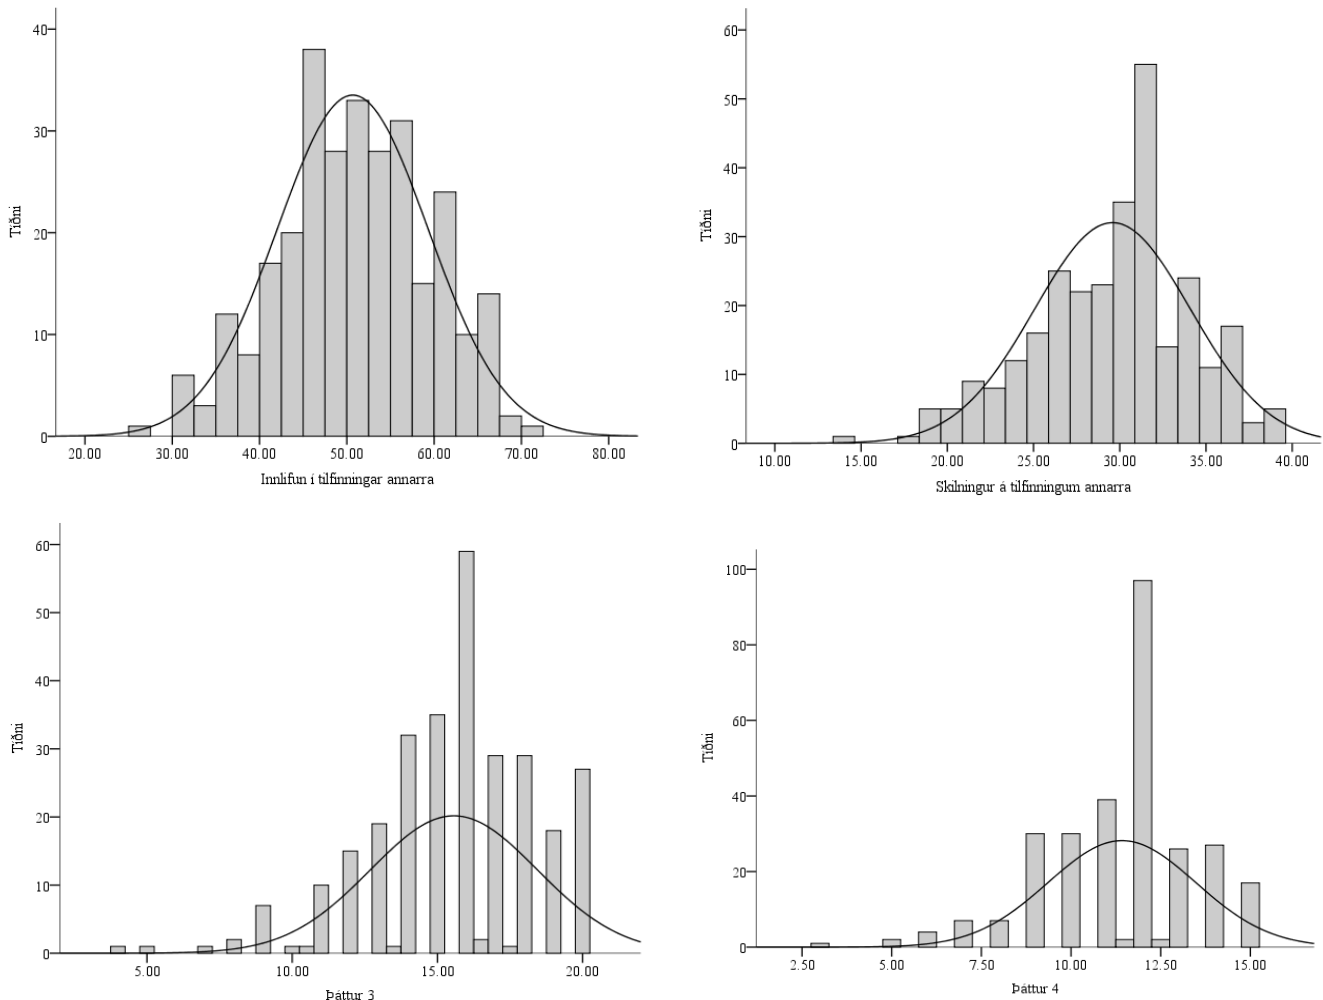 40
30
20
10
0
Tíðni
20.00 30.00 40.00 50.00 60.00 70.00 80.00
Innlifun í tilfinningar annarra
60
50
40
30
20
10
0
Tíðni
10.00 15.00 20.00 25.00 30.00 35.00 40.00
Skilningur á tilfinningum annarra
60
50
40
30
20
10
0
Tíðni
5.00 10.00 15.00 20.00
Þáttur 3
100
80
60
40
20
0
Tíðni
2.50 5.00 7.50 10.00 12.50 15.00
Þáttur 4